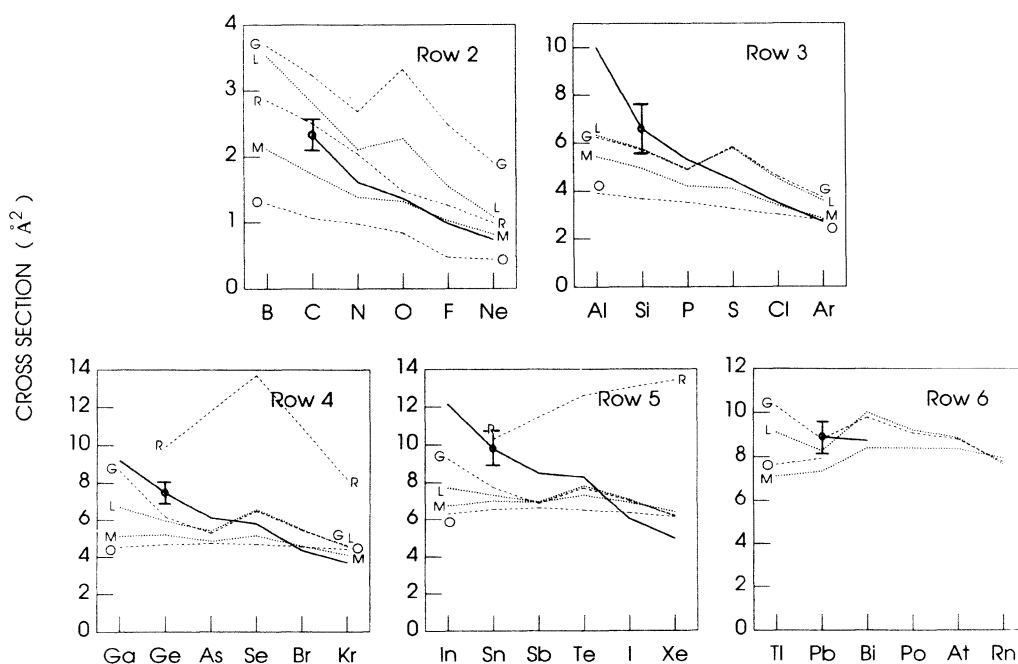 CROSS SECTION ( Å² )
Row 2
4
3
2
1
0
G
L
R
M
O
G
L
R
M
O
B C N O F Ne
Row 3
10
8
6
4
2
0
L
G
M
O
G
L
M
O
Al Si P S Cl Ar
Row 4
14
12
10
8
6
4
2
0
G
L
M
O
R
R
G
L
O
M
Ga Ge As Se Br Kr
Row 5
14
12
10
8
6
4
2
0
G
L
M
O
R
R
In Sn Sb Te I Xe
Row 6
12
10
8
6
4
2
0
G
L
O
M
Tl Pb Bi Po At Rn